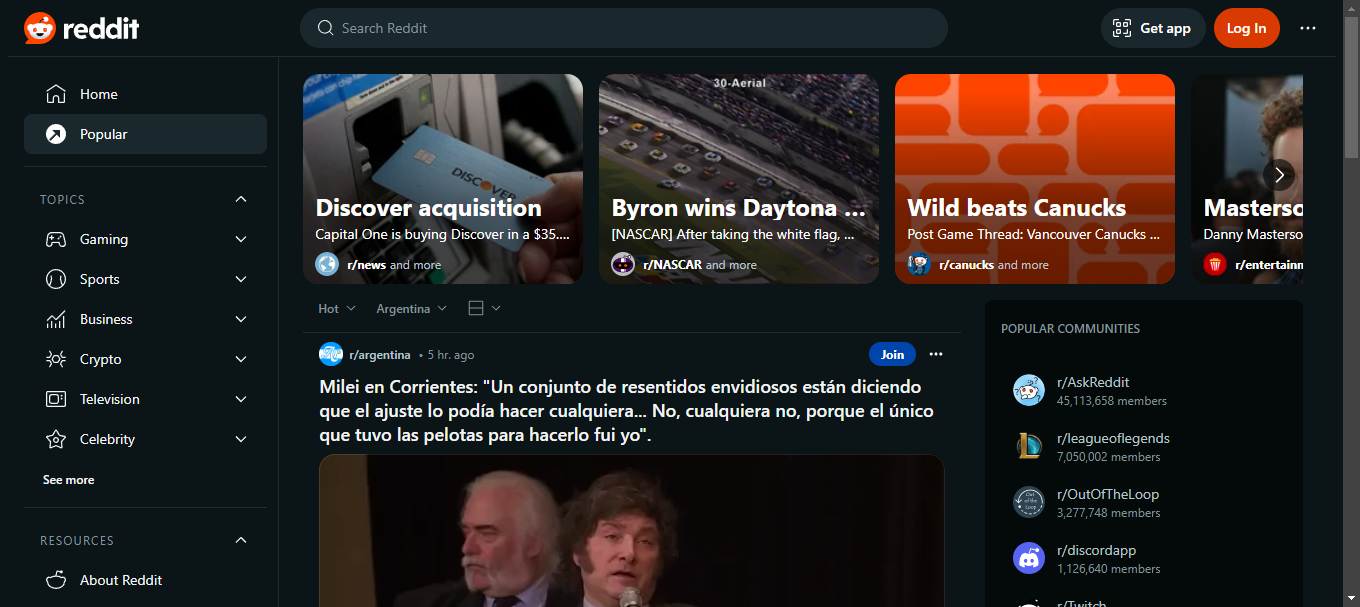 reddit
Search Reddit
Get app
Log In
Home
Popular
TOPICS
Gaming
Sports
Business
Crypto
Television
Celebrity
See more
RESOURCES
About Reddit
DISCOVER
Discover acquisition
Capital One is buying Discover in a $35....
r/news and more
30-Aerial
Byron wins Daytona ...
[NASCAR] After taking the white flag, ...
r/NASCAR and more
Wild beats Canucks
Post Game Thread: Vancouver Canucks ...
r/canucks and more
Masterso
Danny Masterso
r/entertainm
Hot
Argentina
r/argentina • 5 hr. ago
Join
Milei en Corrientes: "Un conjunto de resentidos envidiosos están diciendo
que el ajuste lo podía hacer cualquiera... No, cualquiera no, porque el único
que tuvo las pelotas para hacerlo fui yo".
POPULAR COMMUNITIES
r/AskReddit
45,113,658 members
r/leagueoflegends
7,050,002 members
Out
of the
Loop
r/OutOfTheLoop
3,277,748 members
r/discordapp
1,126,640 members
r/Twitch